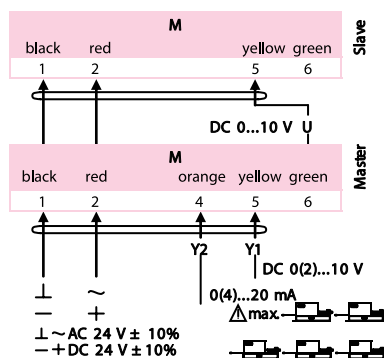 M
Slave
black red yellow green
1 2 5 6
DC 0...10 V U
M
Master
black red orange yellow green
1 2 4 5 6
Y2 Y1
DC 0(2)...10 V
⊥ ~ 0(4)...20 mA
− + max.
⊥ ~ AC 24 V ± 10%
− + DC 24 V ± 10%